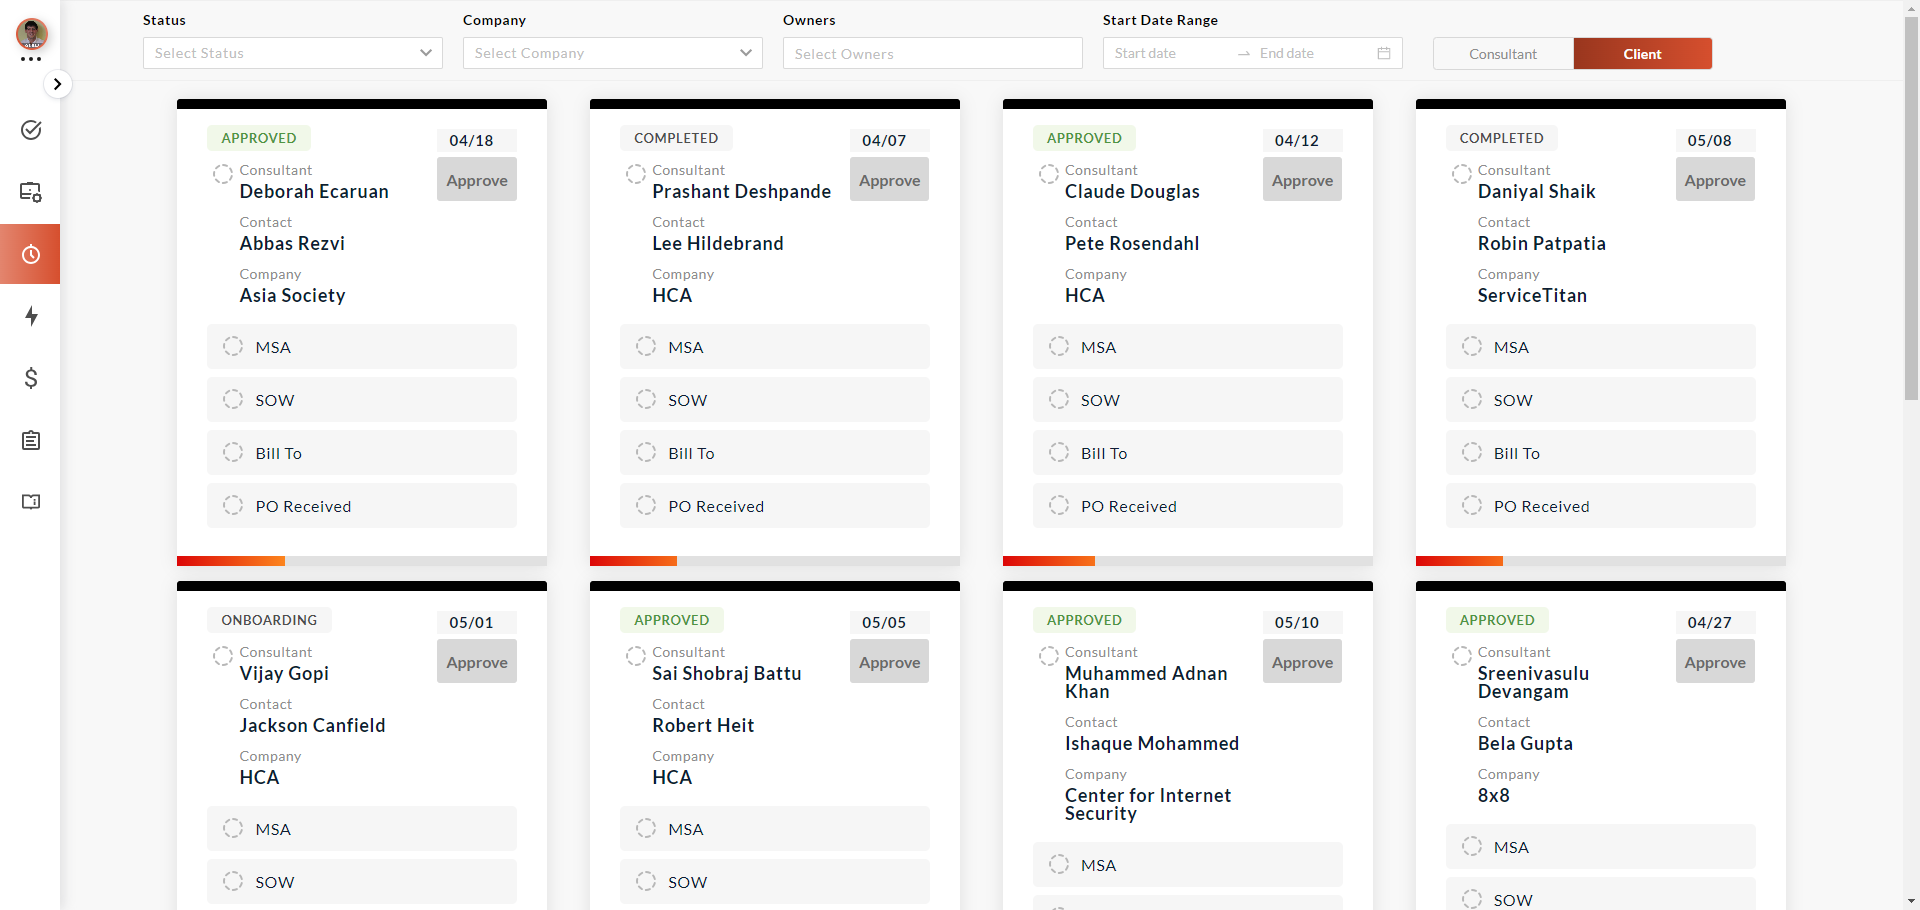 Status
Company
Owners
Start Date Range
Select Status
Select Company
Select Owners
Start date
End date
Consultant
Client
APPROVED
04/18
Consultant
Deborah Ecaruan
Approve
Contact
Abbas Rezvi
Company
Asia Society
MSA
SOW
Bill To
PO Received
COMPLETED
04/07
Consultant
Prashant Deshpande
Approve
Contact
Lee Hildebrand
Company
HCA
MSA
SOW
Bill To
PO Received
APPROVED
04/12
Consultant
Claude Douglas
Approve
Contact
Pete Rosendahl
Company
HCA
MSA
SOW
Bill To
PO Received
COMPLETED
05/08
Consultant
Daniyal Shaik
Approve
Contact
Robin Patpatia
Company
ServiceTitan
MSA
SOW
Bill To
PO Received
ONBOARDING
05/01
Consultant
Vijay Gopi
Approve
Contact
Jackson Canfield
Company
HCA
MSA
SOW
APPROVED
05/05
Consultant
Sai Shobraj Battu
Approve
Contact
Robert Heit
Company
HCA
MSA
SOW
APPROVED
05/10
Consultant
Muhammed Adnan
Khan
Approve
Contact
Ishaque Mohammed
Company
Center for Internet
Security
MSA
APPROVED
04/27
Consultant
Sreenivasulu
Devangam
Approve
Contact
Bela Gupta
Company
8x8
MSA
SOW